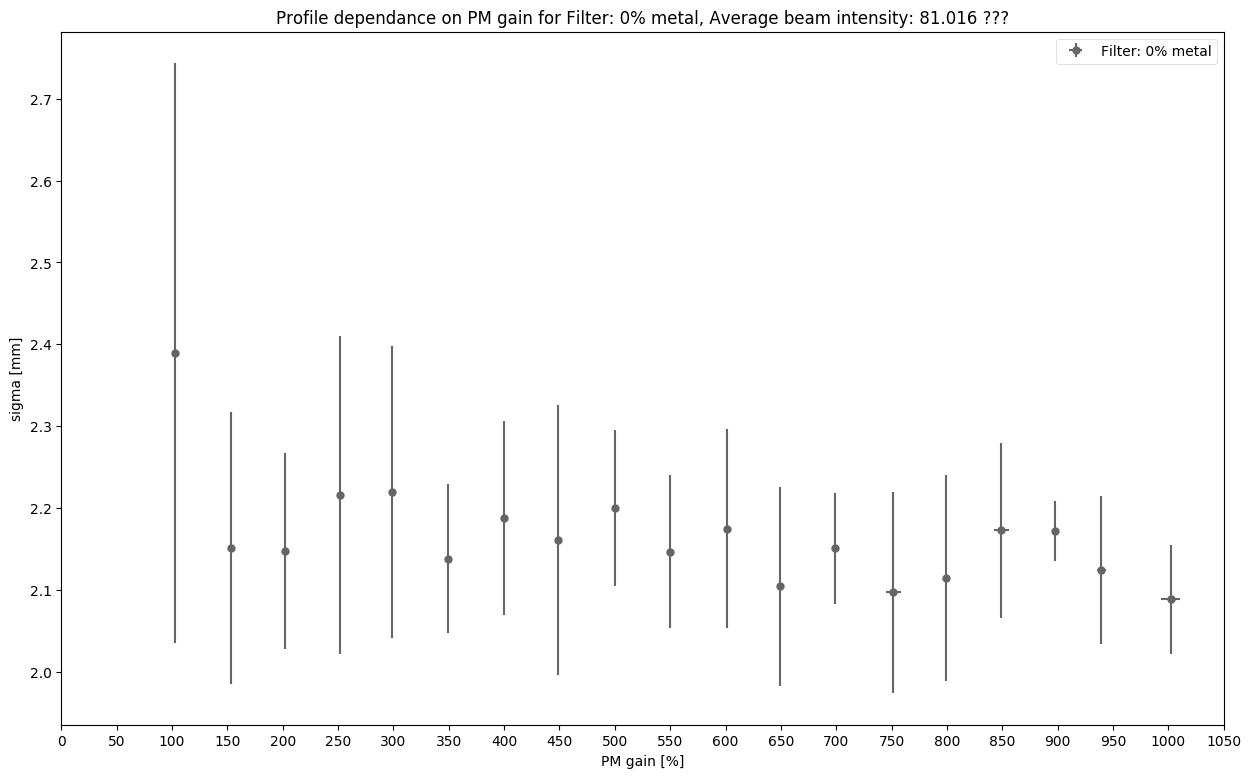 Profile dependance on PM gain for Filter: 0% metal, Average beam intensity: 81.016 ???
Filter: 0% metal
2.7
2.6
2.5
2.4
2.3
2.2
2.1
2.0
sigma [mm]
0 50 100 150 200 250 300 350 400 450 500 550 600 650 700 750 800 850 900 950 1000 1050
PM gain [%]